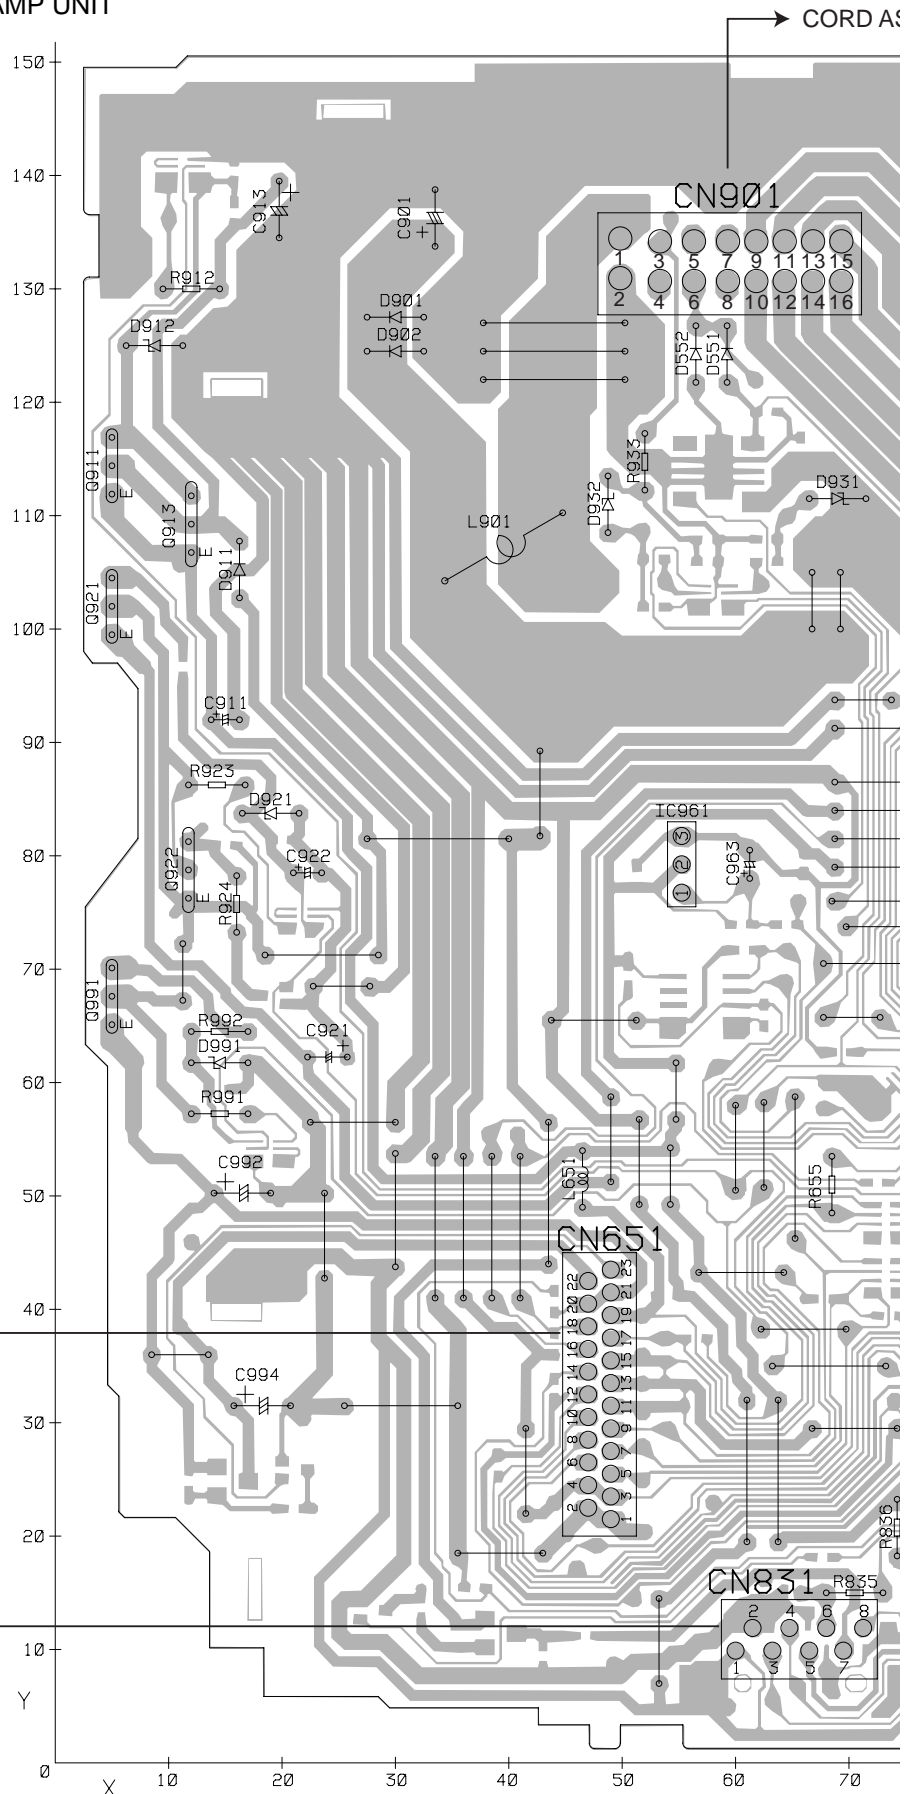 AMP UNIT
CORD AS
150
140
CN901
C913
C901
1 3 5 7 9 11 13 15
2 4 6 8 10 12 14 16
130
R912
D901
D912
D902
D552
D551
120
Q911
E
R933
D931
D932
110
Q913
E
L901
D911
Q921
E
100
C911
90
R923
D921
IC961
3
2
1
80
Q922
E
C922
C963
R924
70
Q991
E
R992
C921
D991
60
R991
C992
L651
R655
50
CN651
23
22
21
20
19
18
17
16
15
14
13
12
11
10
9
8
7
6
5
4
3
2
1
40
C994
30
20
R836
CN831
R835
2 4 6 8
1 3 5 7
10
Y
0
X
10 20 30 40 50 60 70